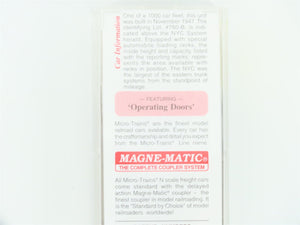 Car Information
One of a 1000 car fleet, this unit
was built in November 1947. The
identifying Lot, #760-B, is indi-
cated above the NYC System
herald. Equipped with special
automobile loading racks, the
inside height and capacity, listed
with the reporting marks, repre-
sents the area available with
racks in position. The NYC was
the largest of the eastern trunk
systems from the standpoint of
mileage.
— FEATURING —
'Operating Doors'
Micro-Trains® are the finest model
railroad cars available. Every car has
the craftsmanship and detail you expect
from the Micro-Trains® Line name.
MAGNE-MATIC®
THE COMPLETE COUPLER SYSTEM
All Micro-Trains® N scale freight cars
come standard with the delayed
action Magne-Matic® coupler – the
finest coupler in model railroading. It
is the "Standard by Choice" of model
railroaders worldwide!